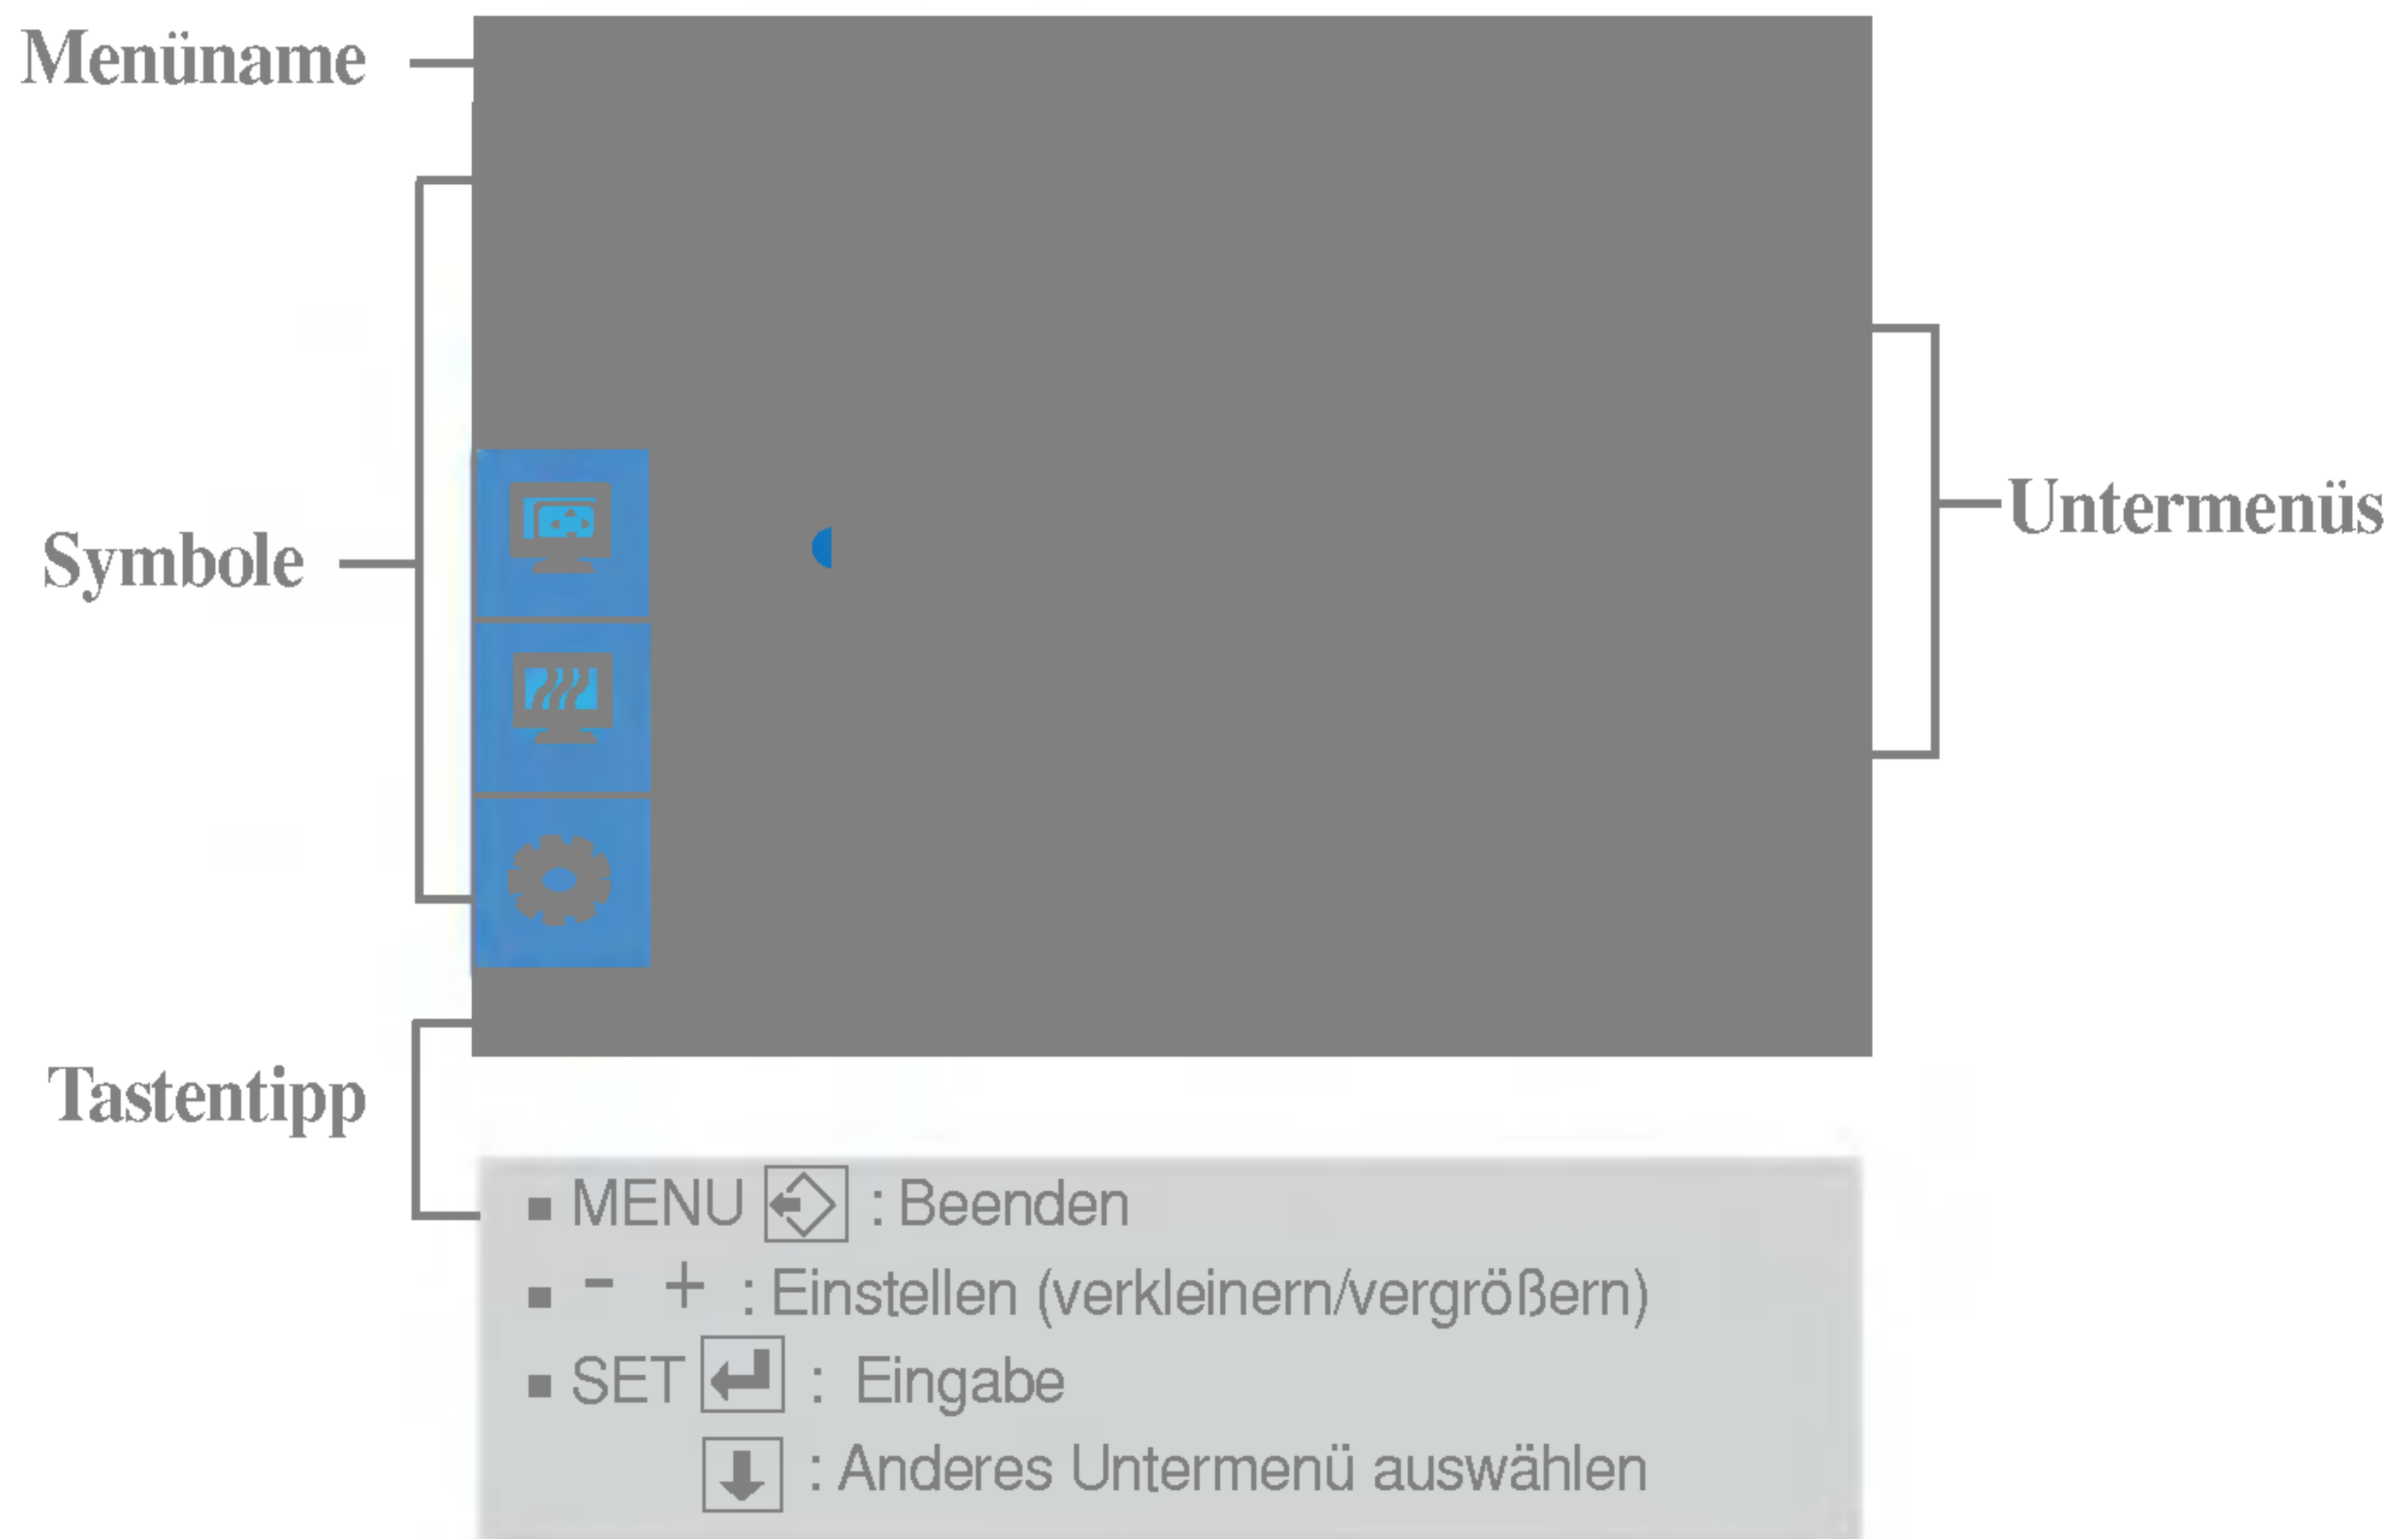 Menüname
Symbole
Untermenüs
Tastentipp
■ MENU : Beenden
■ - + : Einstellen (verkleinern/vergrößern)
■ SET : Eingabe
: Anderes Untermenü auswählen